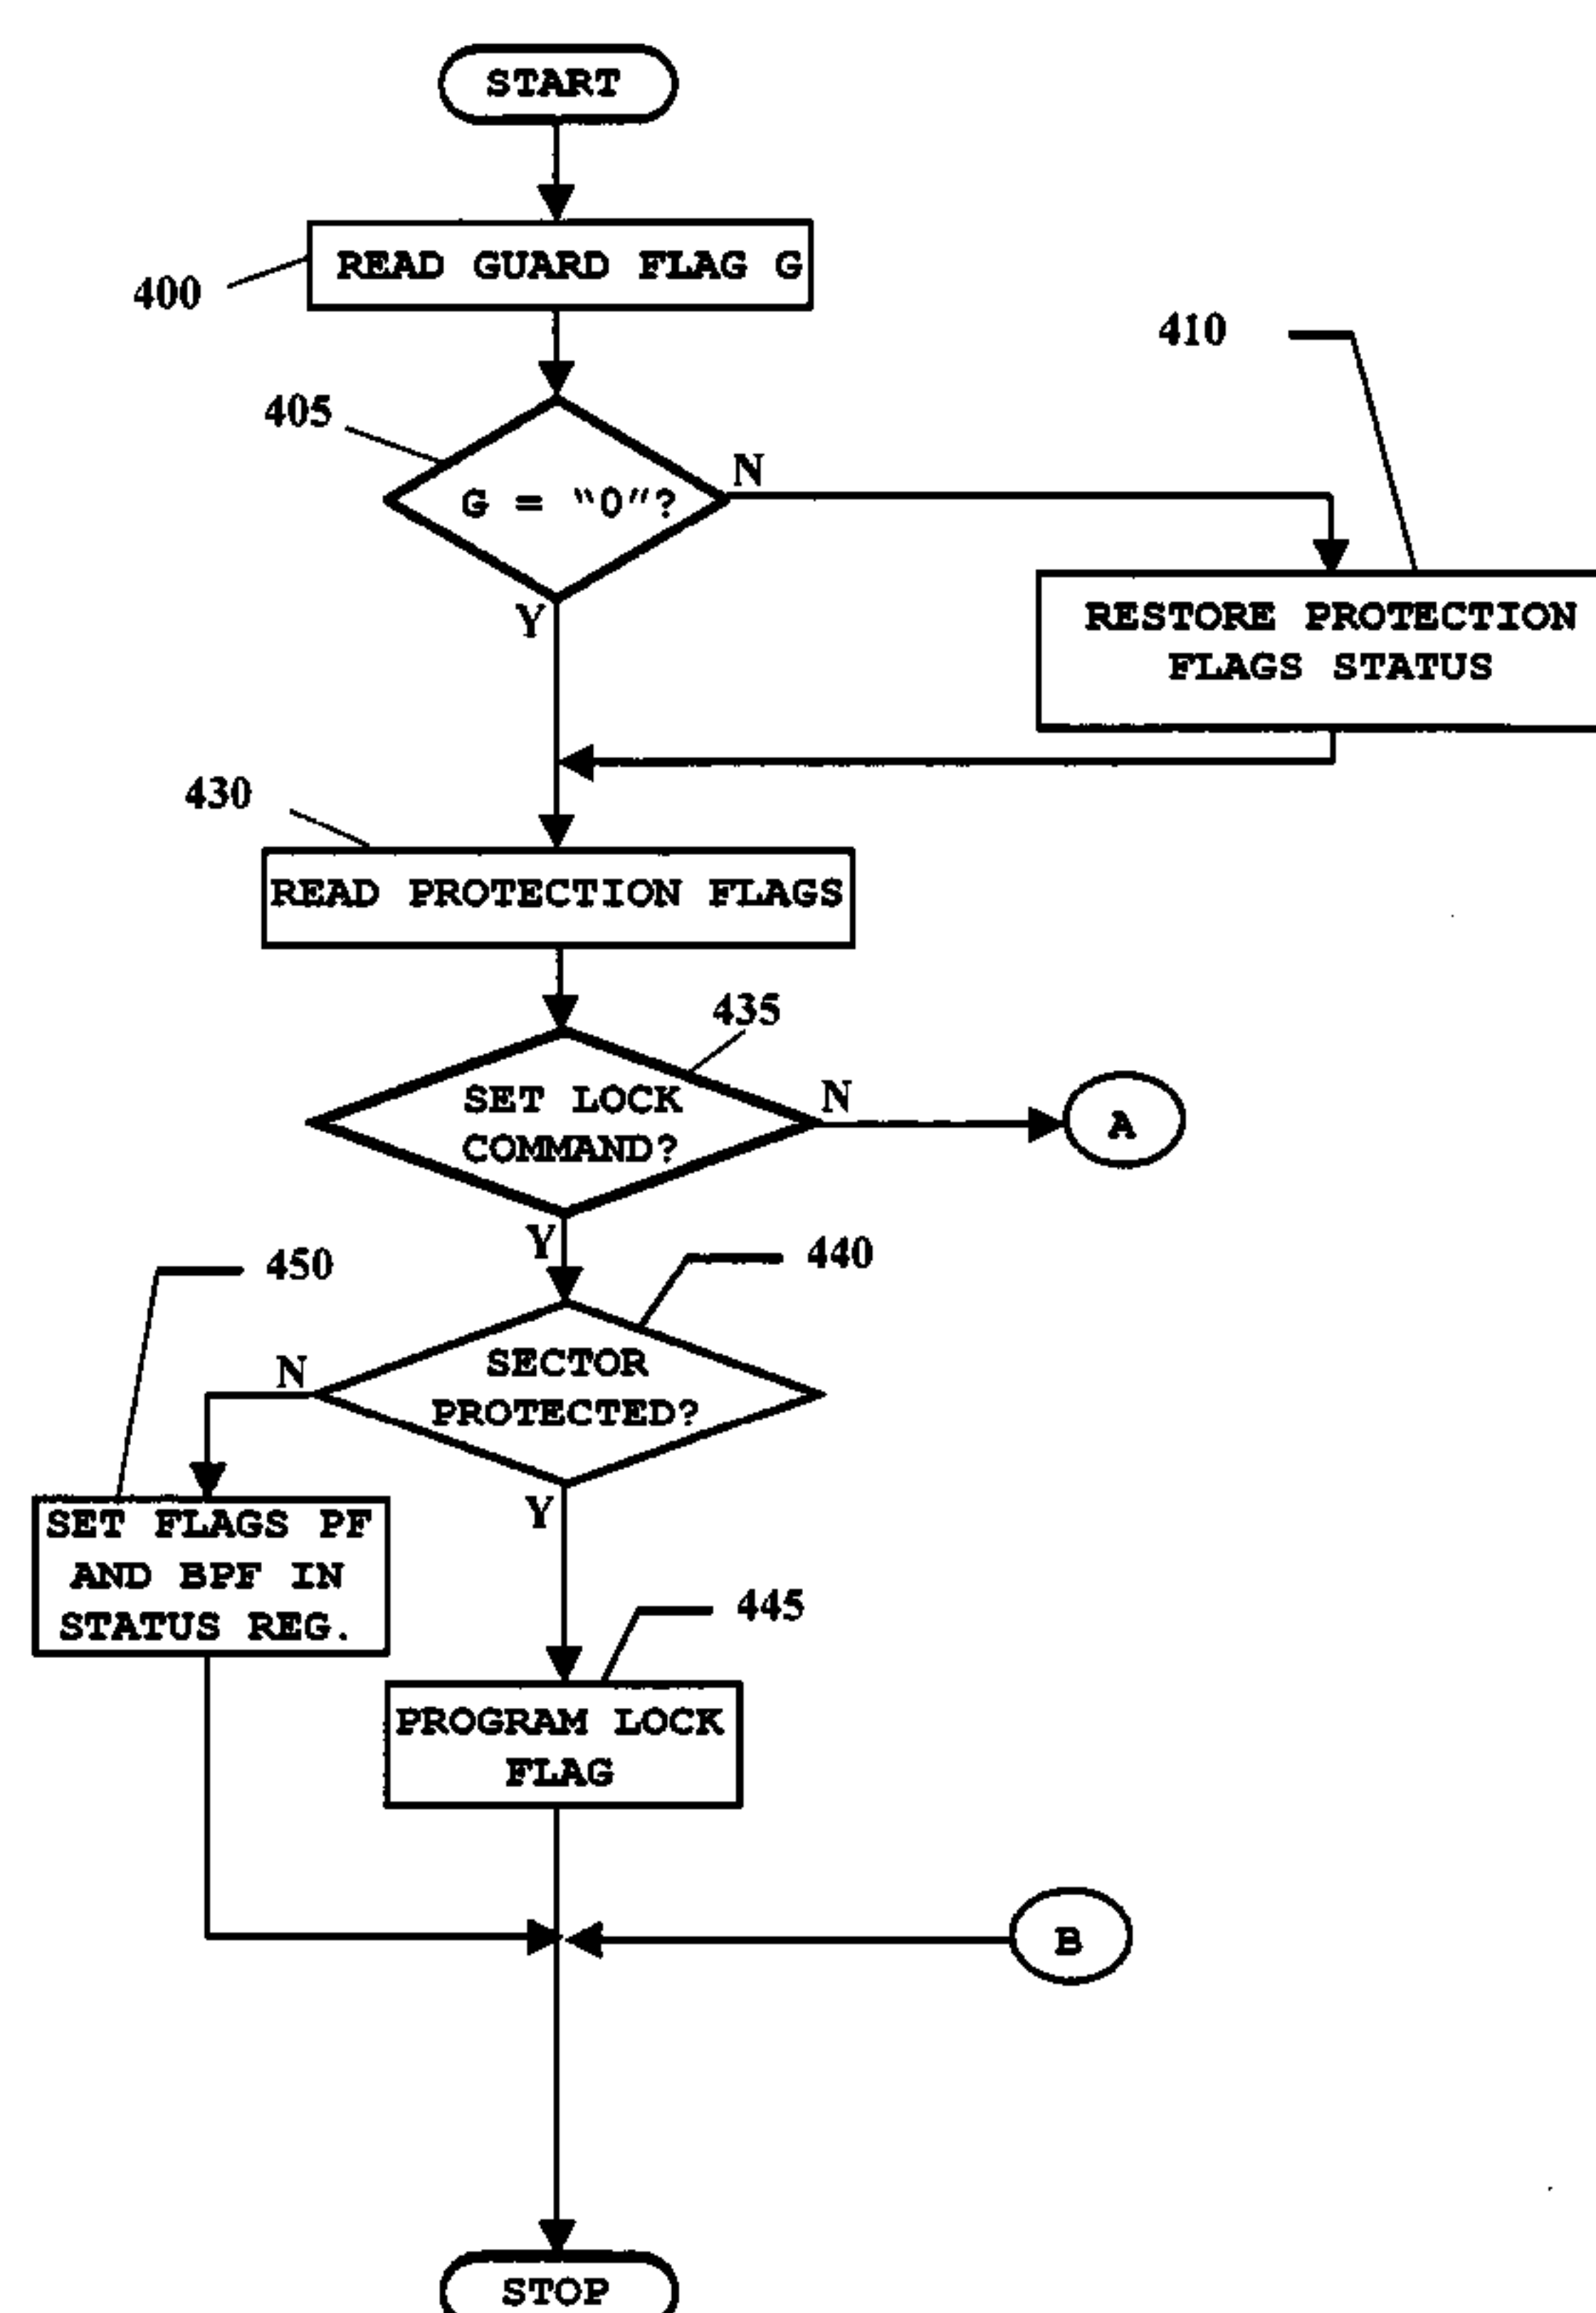 START
READ GUARD FLAG G
400
410
405
N
G = "0"?
Y
RESTORE PROTECTION
FLAGS STATUS
430
READ PROTECTION FLAGS
435
SET LOCK
COMMAND?
N
A
Y
450
440
N
SECTOR
PROTECTED?
Y
SET FLAGS PF
AND BPF IN
STATUS REG.
445
PROGRAM LOCK
FLAG
B
STOP